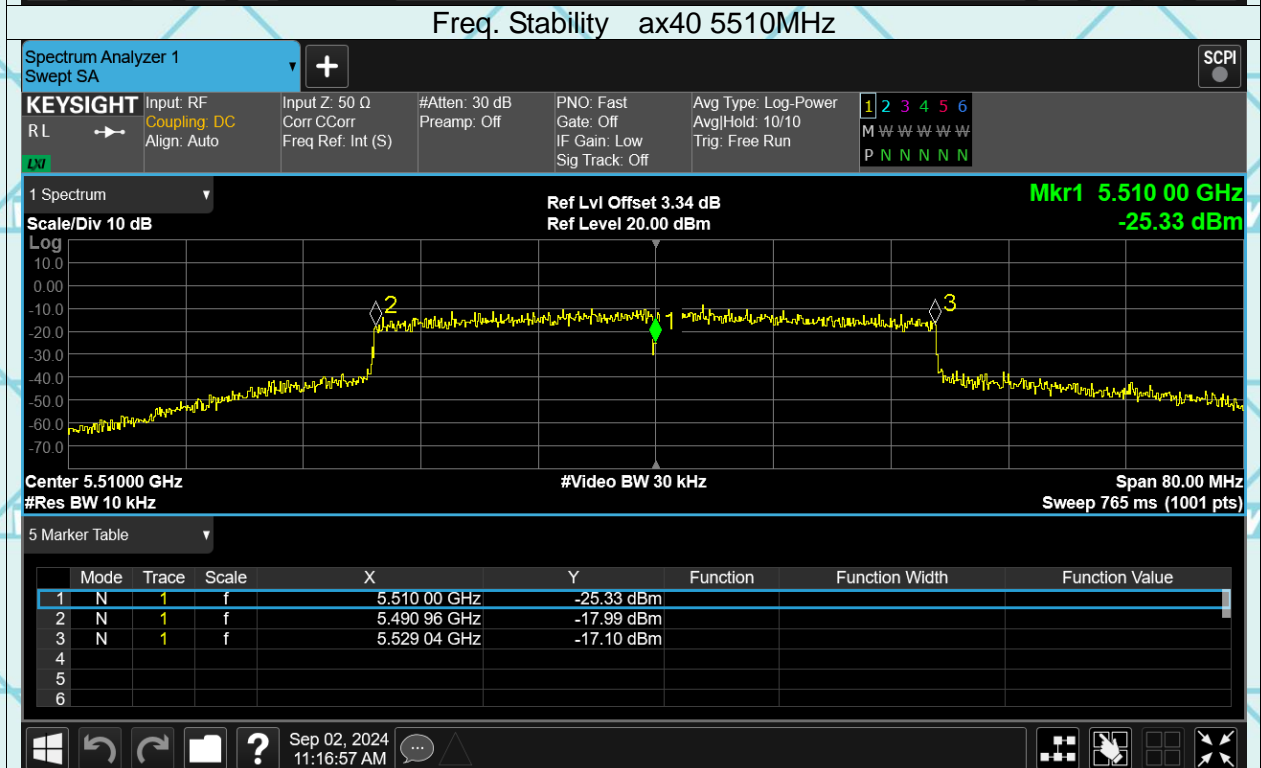 Freq. Stability ax40 5510MHz
Spectrum Analyzer 1
Swept SA
+
SCPI
KEYSIGHT Input: RF Input Z: 50 Ω #Atten: 30 dB PNO: Fast Avg Type: Log-Power 1 2 3 4 5 6
R L Coupling: DC Corr CCorr Preamp: Off Gate: Off Avg|Hold: 10/10 M W W W W W
Align: Auto Freq Ref: Int (S) IF Gain: Low Trig: Free Run P N N N N N
LXI Sig Track: Off
1 Spectrum
Ref Lvl Offset 3.34 dB Mkr1 5.510 00 GHz
Scale/Div 10 dB Ref Level 20.00 dBm -25.33 dBm
Log
10.0
0.00
-10.0
-20.0
-30.0
-40.0
-50.0
-60.0
-70.0
2
1
3
Center 5.51000 GHz #Video BW 30 kHz Span 80.00 MHz
#Res BW 10 kHz Sweep 765 ms (1001 pts)
5 Marker Table
Mode Trace Scale X Y Function Function Width Function Value
1 N 1 f 5.510 00 GHz -25.33 dBm
2 N 1 f 5.490 96 GHz -17.99 dBm
3 N 1 f 5.529 04 GHz -17.10 dBm
4
5
6
? Sep 02, 2024
11:16:57 AM